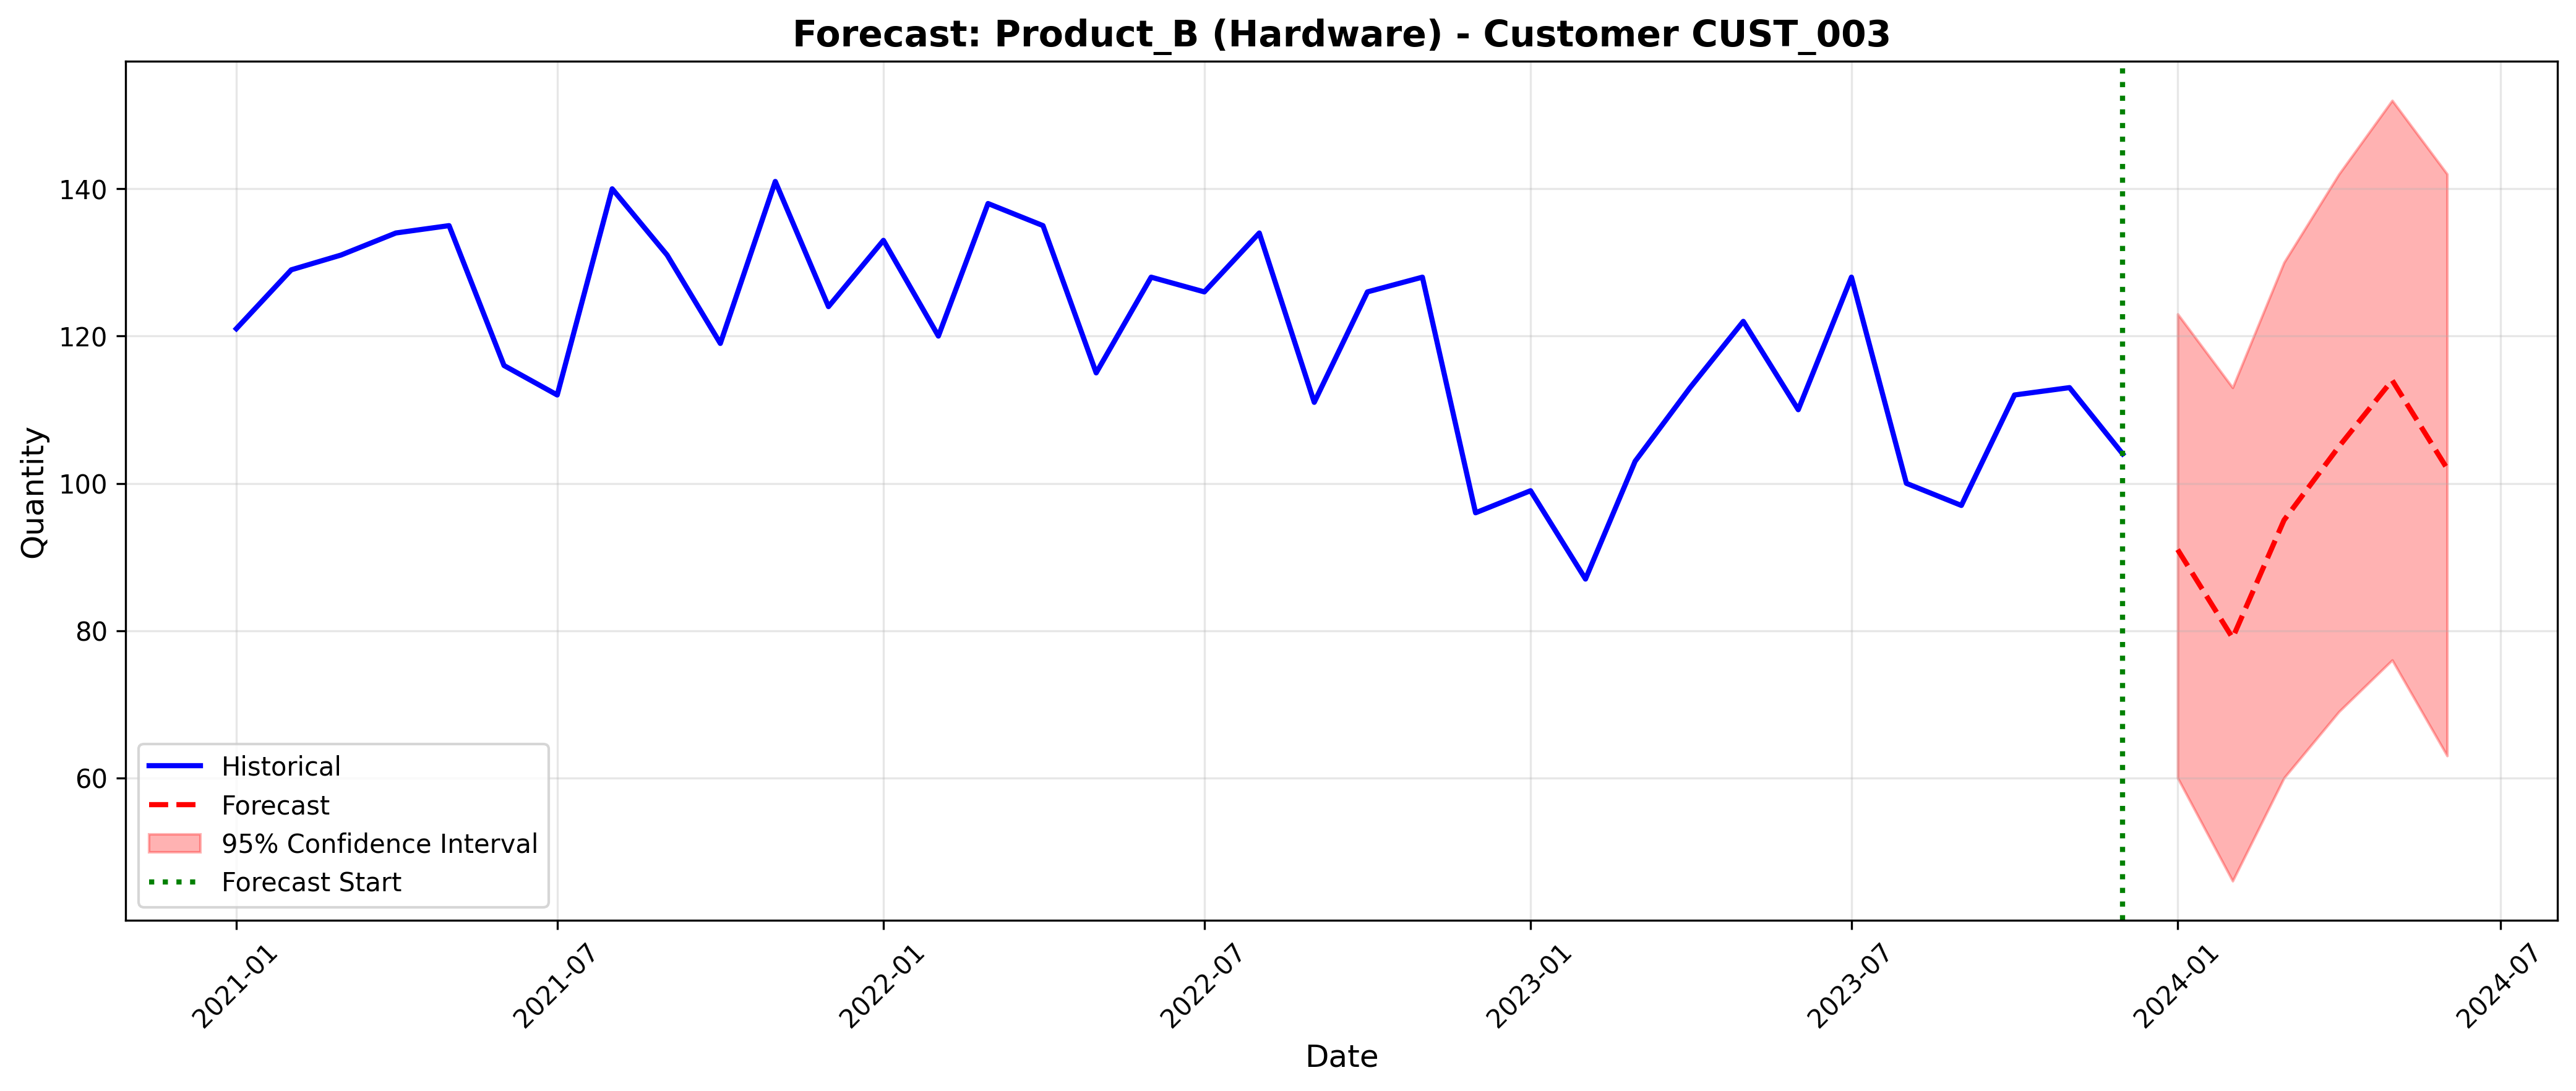 Forecast: Product_B (Hardware) - Customer CUST_003
Quantity
140
120
100
80
60
Historical
Forecast
95% Confidence Interval
Forecast Start
2021-01
2021-07
2022-01
2022-07
2023-01
2023-07
2024-01
2024-07
Date